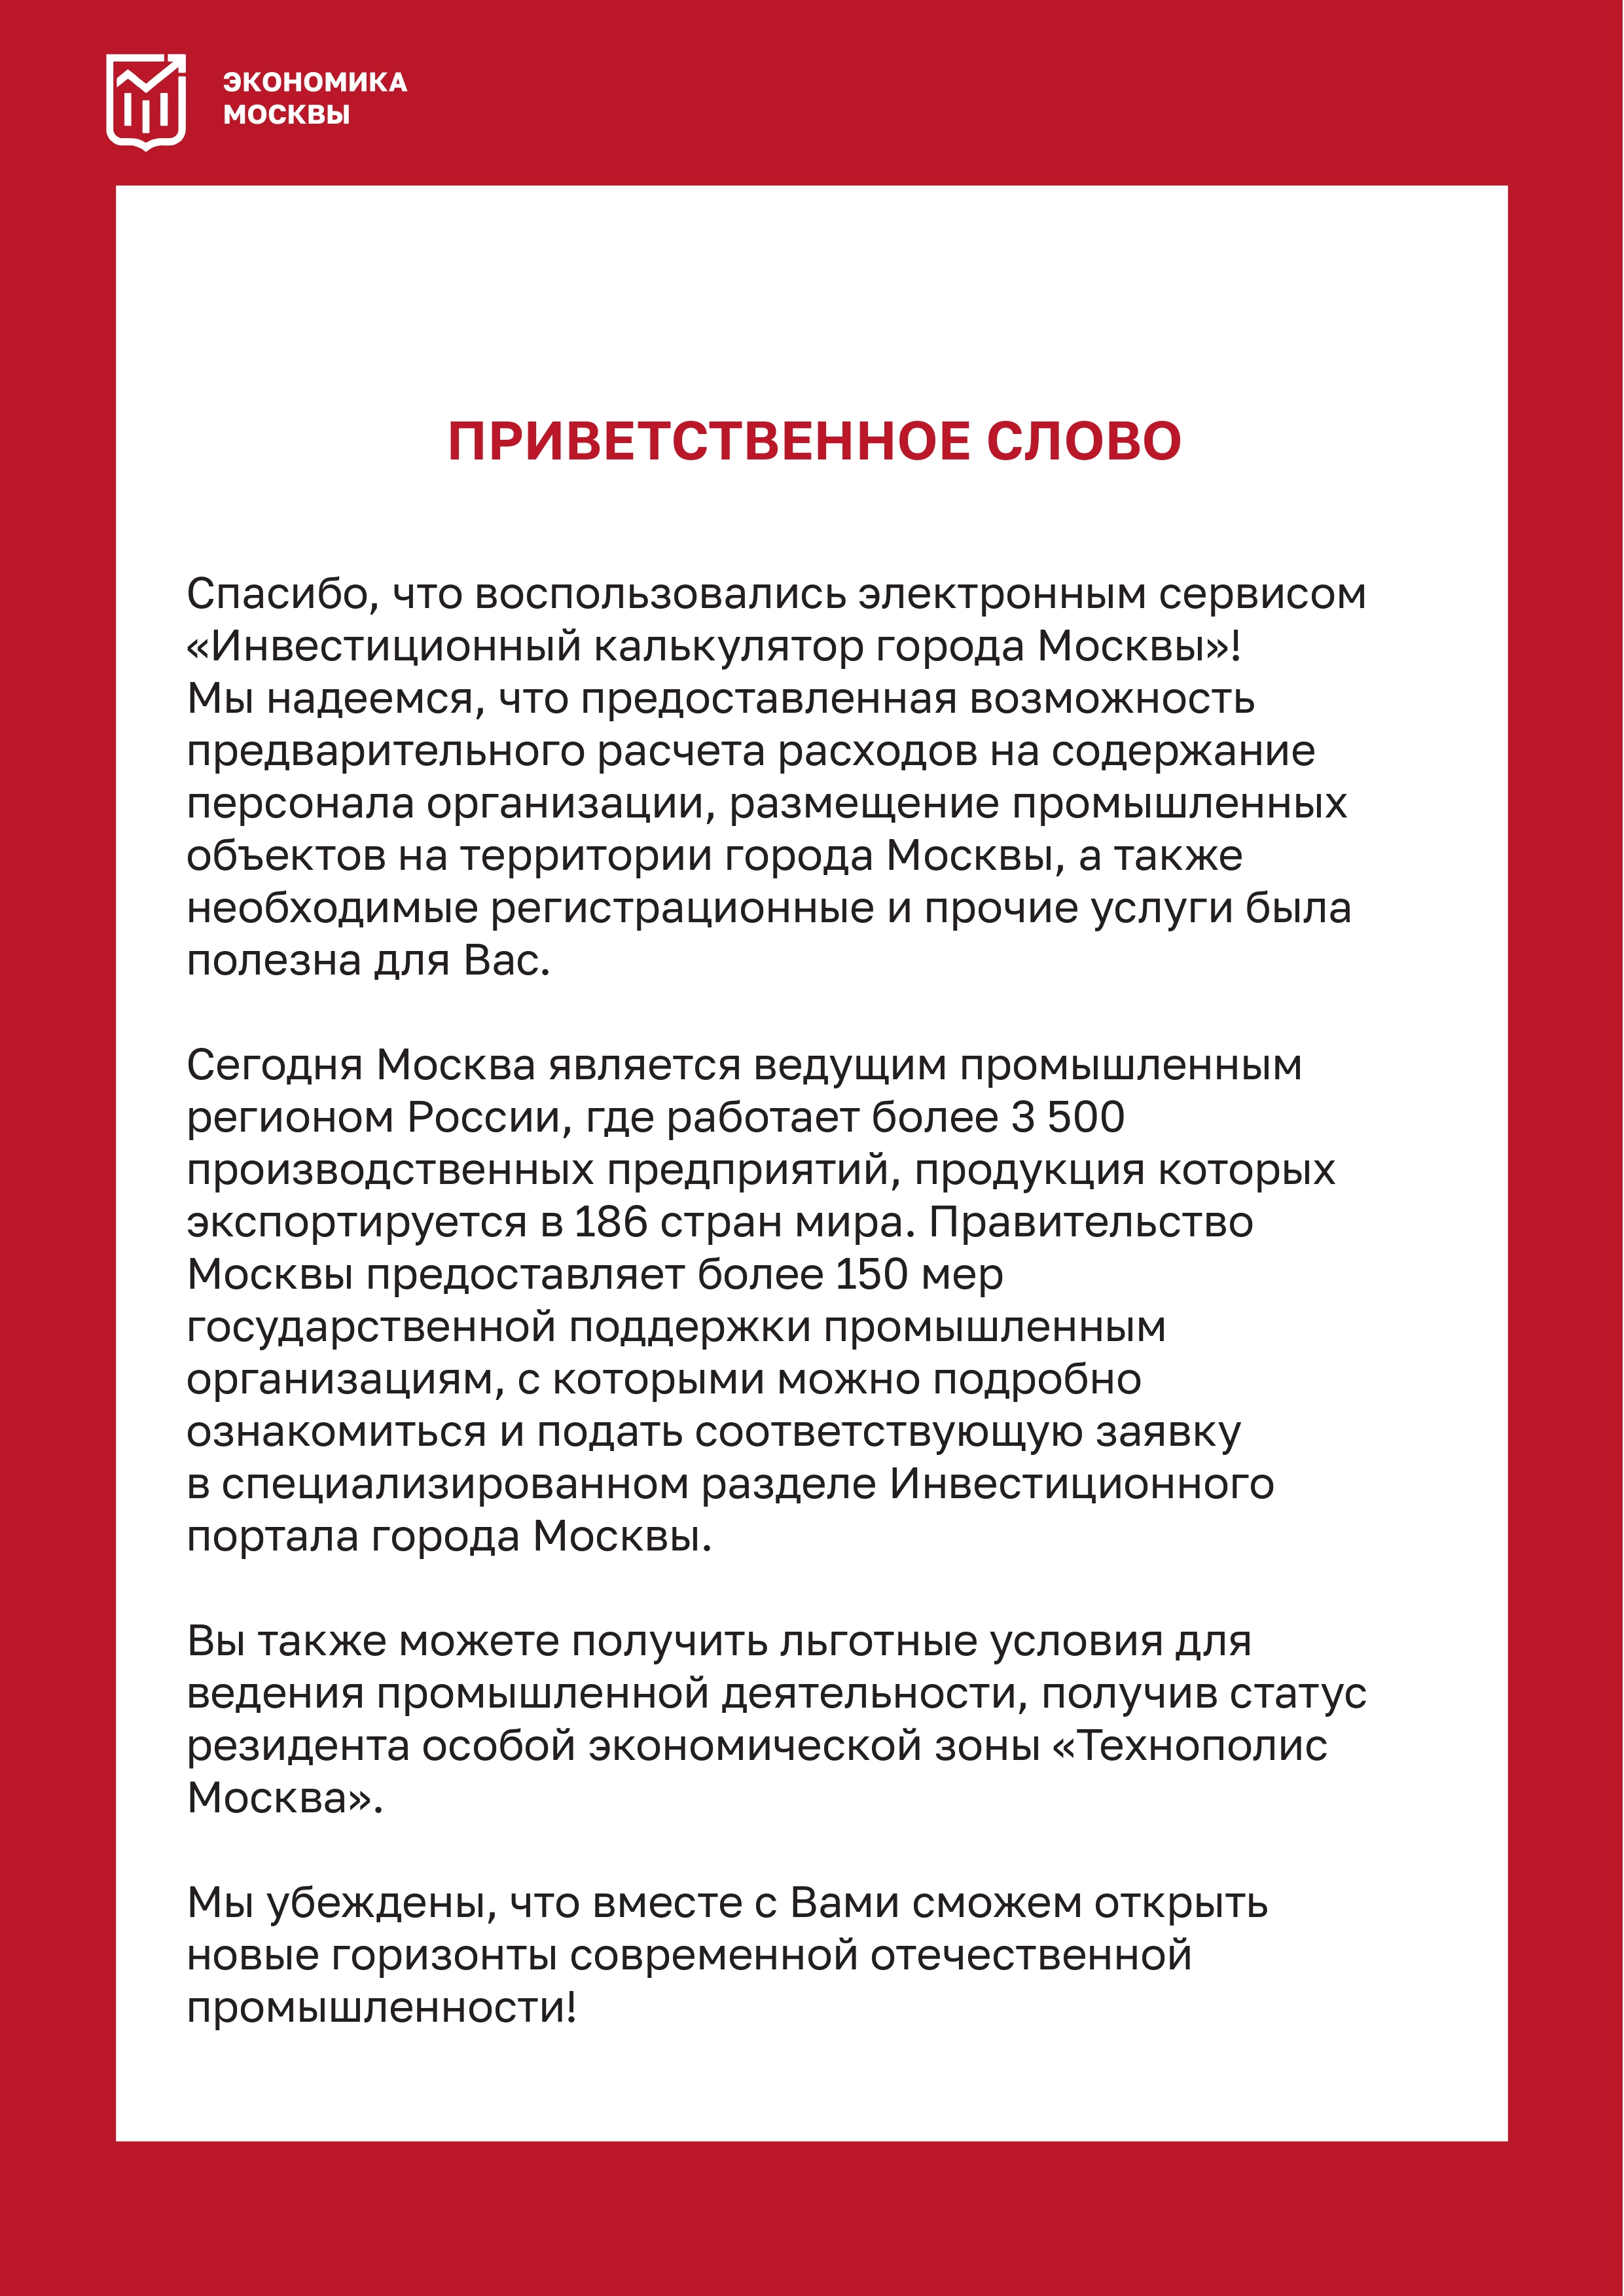 ЭКОНОМИКА
МОСКВЫ
ПРИВЕТСТВЕННОЕ СЛОВО
Спасибо, что воспользовались электронным сервисом
«Инвестиционный калькулятор города Москвы»!
Мы надеемся, что предоставленная возможность
предварительного расчета расходов на содержание
персонала организации, размещение промышленных
объектов на территории города Москвы, а также
необходимые регистрационные и прочие услуги была
полезна для Вас.
Сегодня Москва является ведущим промышленным
регионом России, где работает более 3 500
производственных предприятий, продукция которых
экспортируется в 186 стран мира. Правительство
Москвы предоставляет более 150 мер
государственной поддержки промышленным
организациям, с которыми можно подробно
ознакомиться и подать соответствующую заявку
в специализированном разделе Инвестиционного
портала города Москвы.
Вы также можете получить льготные условия для
ведения промышленной деятельности, получив статус
резидента особой экономической зоны «Технополис
Москва».
Мы убеждены, что вместе с Вами сможем открыть
новые горизонты современной отечественной
промышленности!